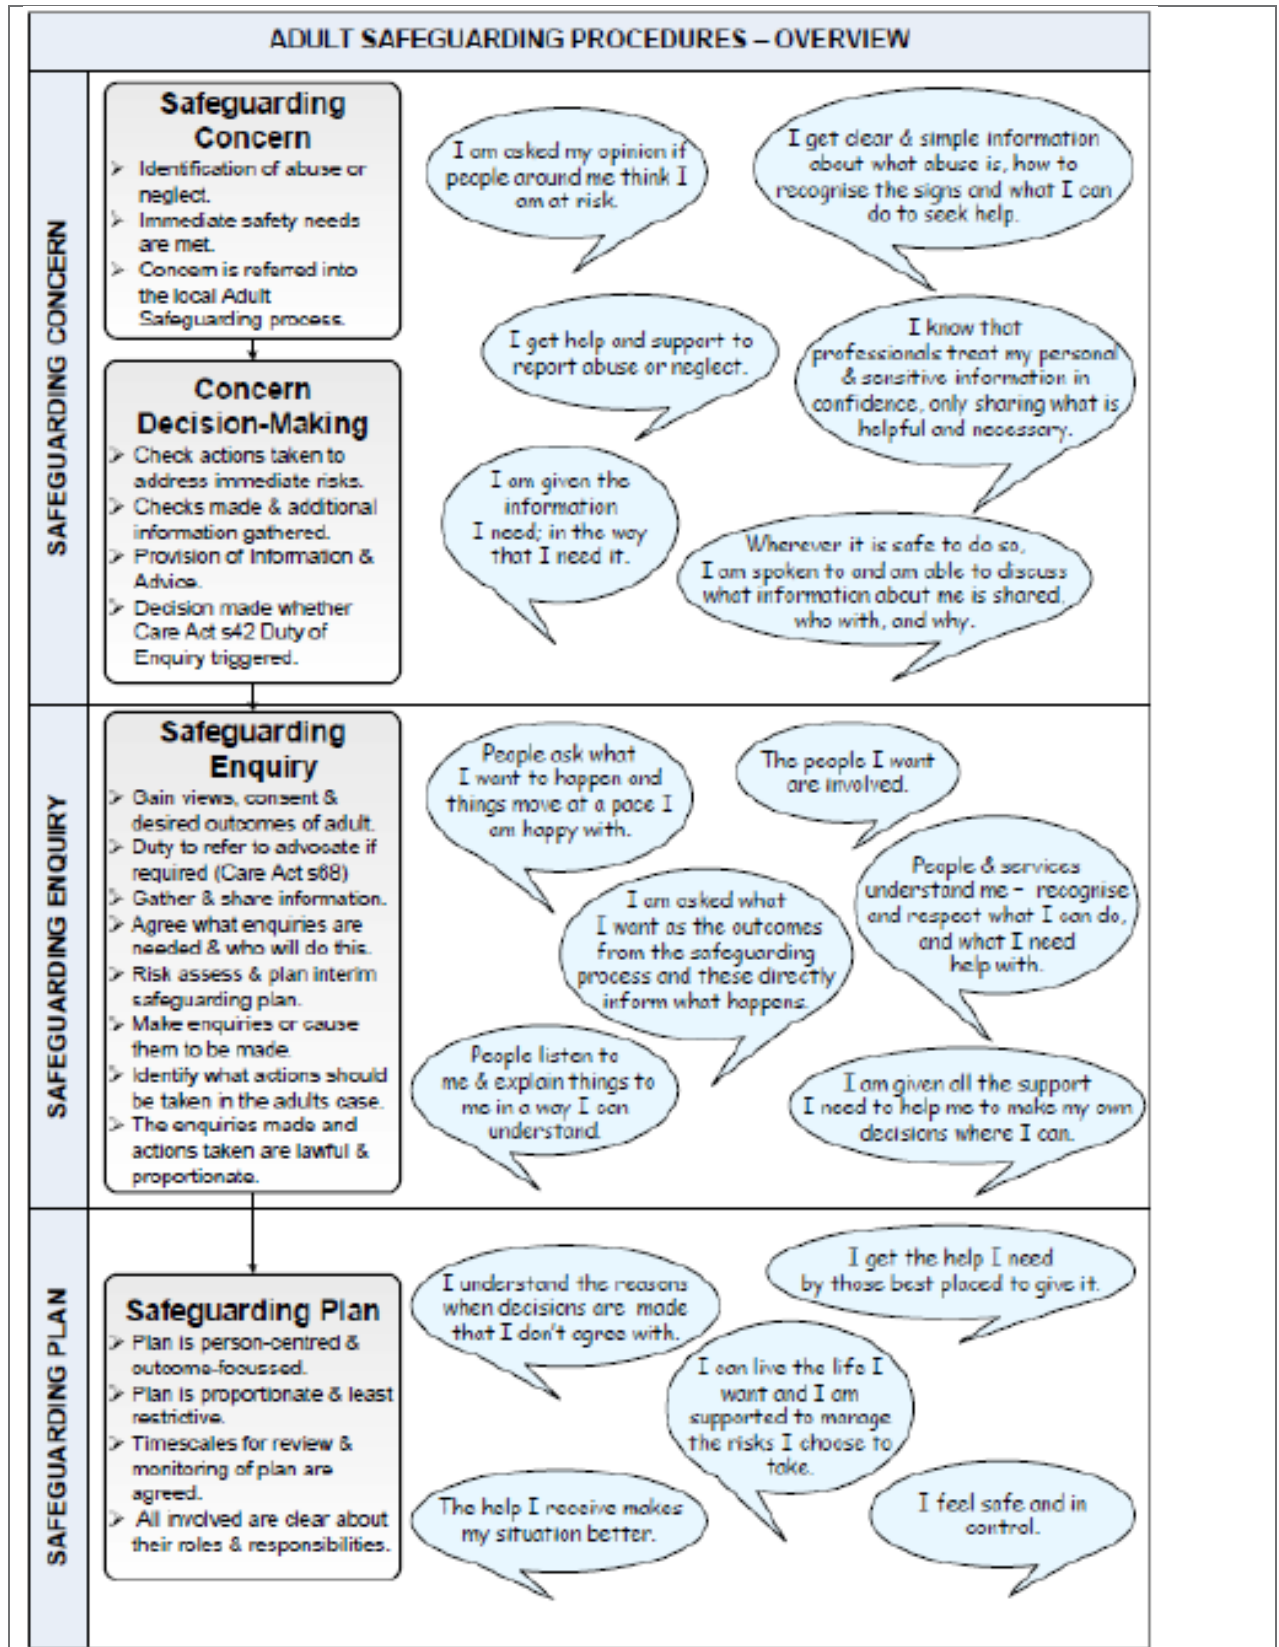 ADULT SAFEGUARDING PROCEDURES – OVERVIEW
SAFEGUARDING CONCERN
Safeguarding
Concern
➢ Identification of abuse or
neglect.
➢ Immediate safety needs
are met.
➢ Concern is referred into
the local Adult
Safeguarding process.
Concern
Decision-Making
➢ Check actions taken to
address immediate risks.
➢ Checks made & additional
information gathered.
➢ Provision of Information &
Advice.
➢ Decision made whether
Care Act s42 Duty of
Enquiry triggered.
I am asked my opinion if
people around me think I
am at risk.
I get clear & simple information
about what abuse is, how to
recognise the signs and what I can
do to seek help.
I get help and support to
report abuse or neglect.
I know that
professionals treat my personal
& sensitive information in
confidence, only sharing what is
helpful and necessary.
I am given the
information
I need; in the way
that I need it.
Wherever it is safe to do so,
I am spoken to and am able to discuss
what information about me is shared,
who with, and why.
SAFEGUARDING ENQUIRY
Safeguarding
Enquiry
➢ Gain views, consent &
desired outcomes of adult.
➢ Duty to refer to advocate if
required (Care Act s68)
➢ Gather & share information.
➢ Agree what enquiries are
needed & who will do this.
➢ Risk assess & plan interim
safeguarding plan.
➢ Make enquiries or cause
them to be made.
➢ Identify what actions should
be taken in the adults case.
➢ The enquiries made and
actions taken are lawful &
proportionate.
People ask what
I want to happen and
things move at a pace I
am happy with.
The people I want
are involved.
People & services
understand me – recognise
and respect what I can do,
and what I need
help with.
I am asked what
I want as the outcomes
from the safeguarding
process and these directly
inform what happens.
People listen to
me & explain things to
me in a way I can
understand.
I am given all the support
I need to help me to make my own
decisions where I can.
SAFEGUARDING PLAN
Safeguarding Plan
➢ Plan is person-centred &
outcome-focussed.
➢ Plan is proportionate & least
restrictive.
➢ Timescales for review &
monitoring of plan are
agreed.
➢ All involved are clear about
their roles & responsibilities.
I understand the reasons
when decisions are made
that I don't agree with.
I get the help I need
by those best placed to give it.
I can live the life I
want and I am
supported to manage
the risks I choose to
take.
The help I receive makes
my situation better.
I feel safe and in
control.